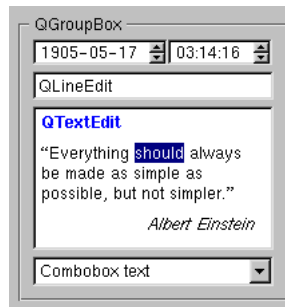 QGroupBox
1905-05-17 03:14:16
QLineEdit
QTextEdit
“Everything should always
be made as simple as
possible, but not simpler.”
Albert Einstein
Combobox text